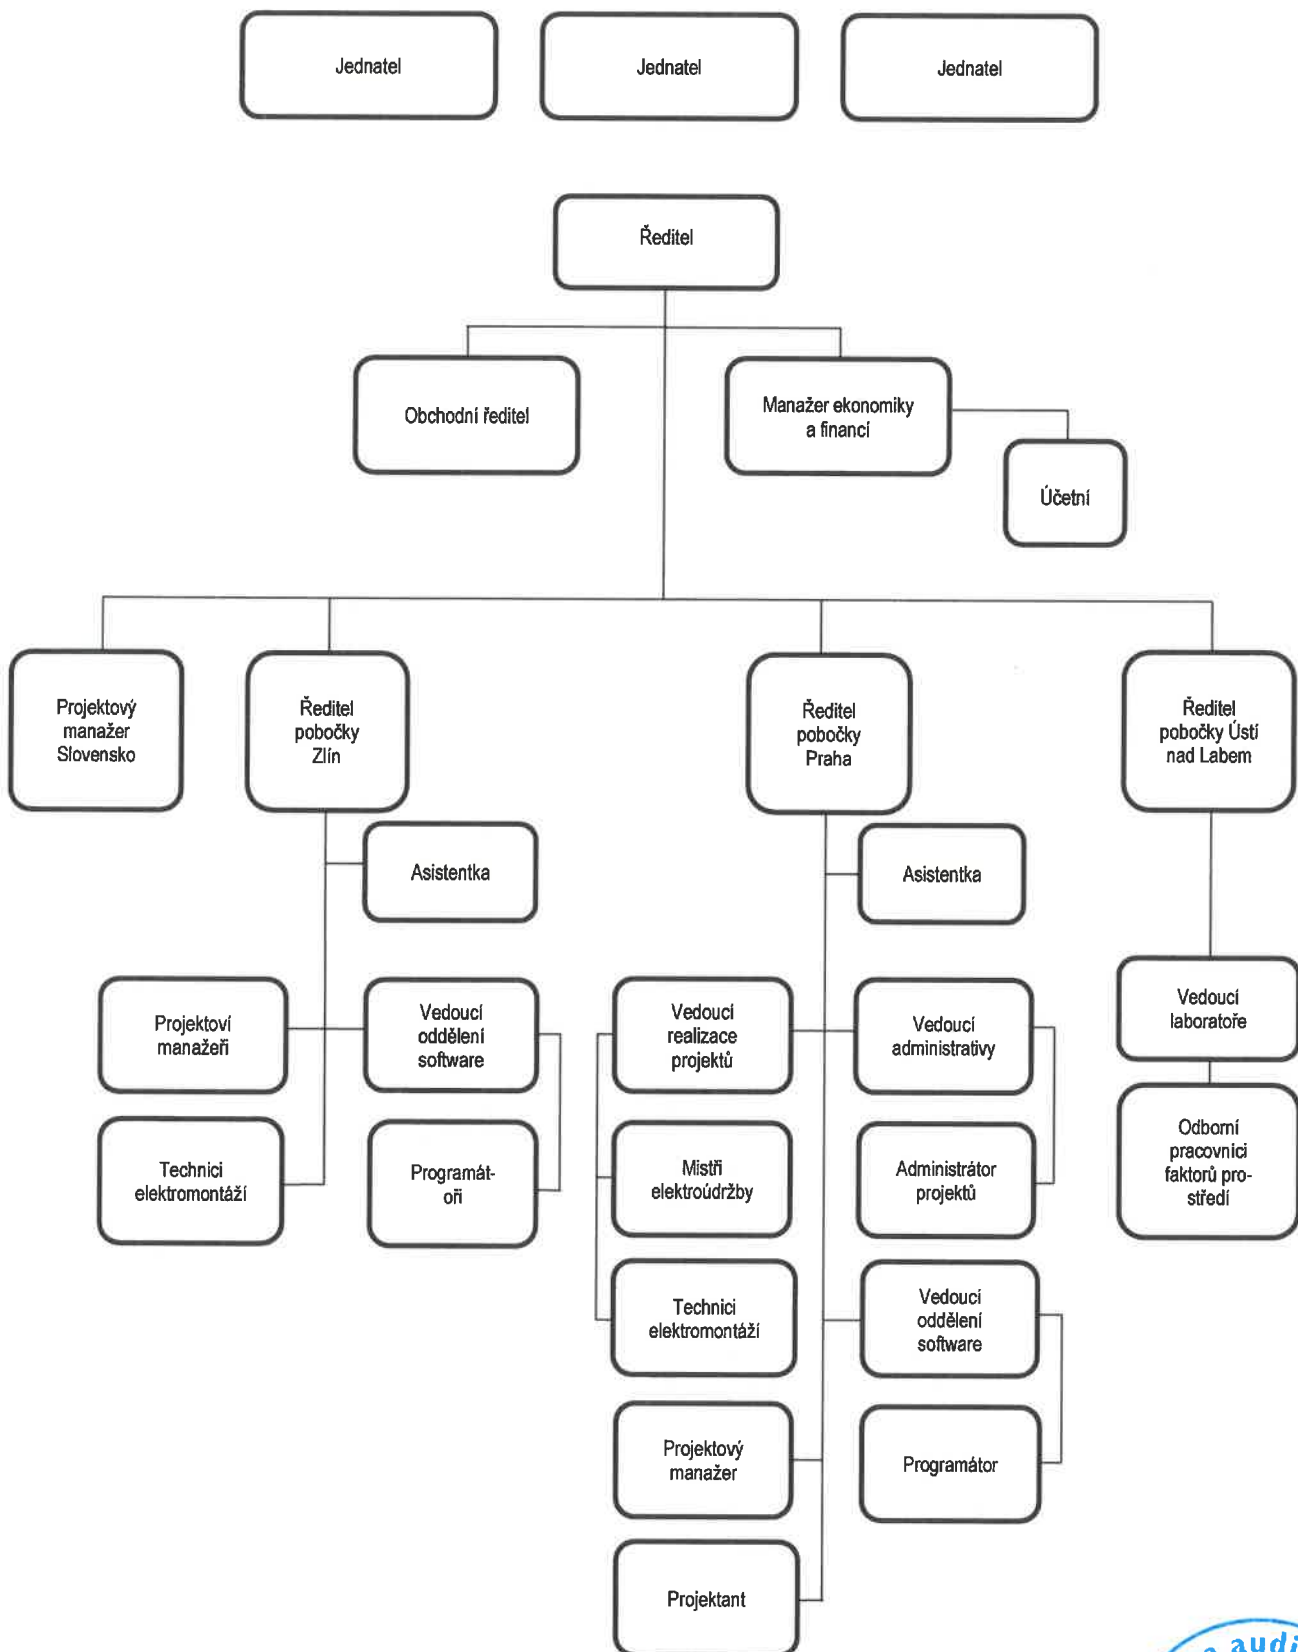 Jednatel
Jednatel
Jednatel
Ředitel
Obchodní ředitel
Manažer ekonomiky
a financí
Účetní
Projektový
manažer
Slovensko
Ředitel
pobočky
Zlín
Ředitel
pobočky
Praha
Ředitel
pobočky Ústí
nad Labem
Asistentka
Asistentka
Projektoví
manažeři
Vedoucí
oddělení
software
Vedoucí
realizace
projektů
Vedoucí
administrativy
Vedoucí
laboratoře
Technici
elektromontáží
Programát-
oři
Mistři
elektroúdržby
Administrátor
projektů
Odborní
pracovníci
faktorů pro-
středí
Technici
elektromontáží
Vedoucí
oddělení
software
Projektový
manažer
Programátor
Projektant